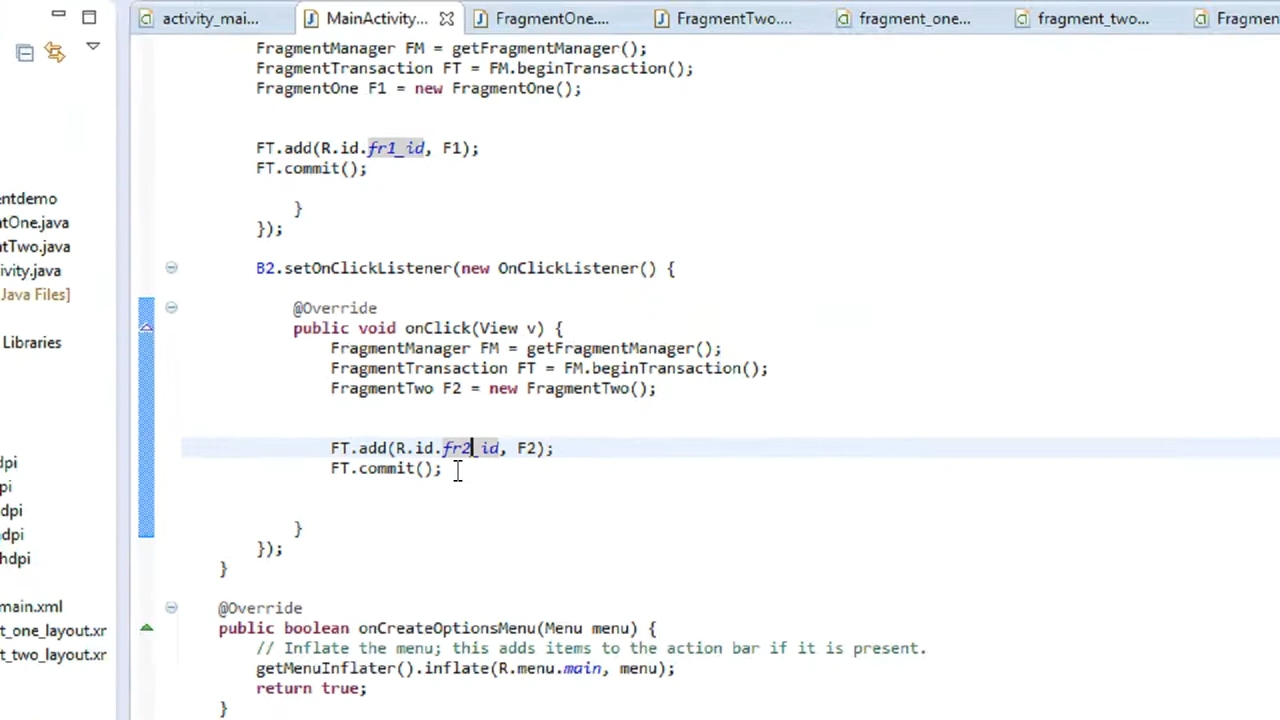 activity_mai...
MainActivity...
FragmentOne....
FragmentTwo....
fragment_one...
fragment_two...
Fragmen
FragmentManager FM = getFragmentManager();
FragmentTransaction FT = FM.beginTransaction();
FragmentOne F1 = new FragmentOne();
FT.add(R.id.fr1_id, F1);
FT.commit();
}
});
B2.setOnClickListener(new OnClickListener() {
@Override
public void onClick(View v) {
FragmentManager FM = getFragmentManager();
FragmentTransaction FT = FM.beginTransaction();
FragmentTwo F2 = new FragmentTwo();
FT.add(R.id.fr2_id, F2);
FT.commit();
}
});
}
@Override
public boolean onCreateOptionsMenu(Menu menu) {
// Inflate the menu; this adds items to the action bar if it is present.
getMenuInflater().inflate(R.menu.main, menu);
return true;
}
entdemo
ntOne.java
ntTwo.java
ivity.java
Java Files]
Libraries
dpi
pi
dpi
dpi
hdpi
main.xml
t_one_layout.xr
t_two_layout.xr